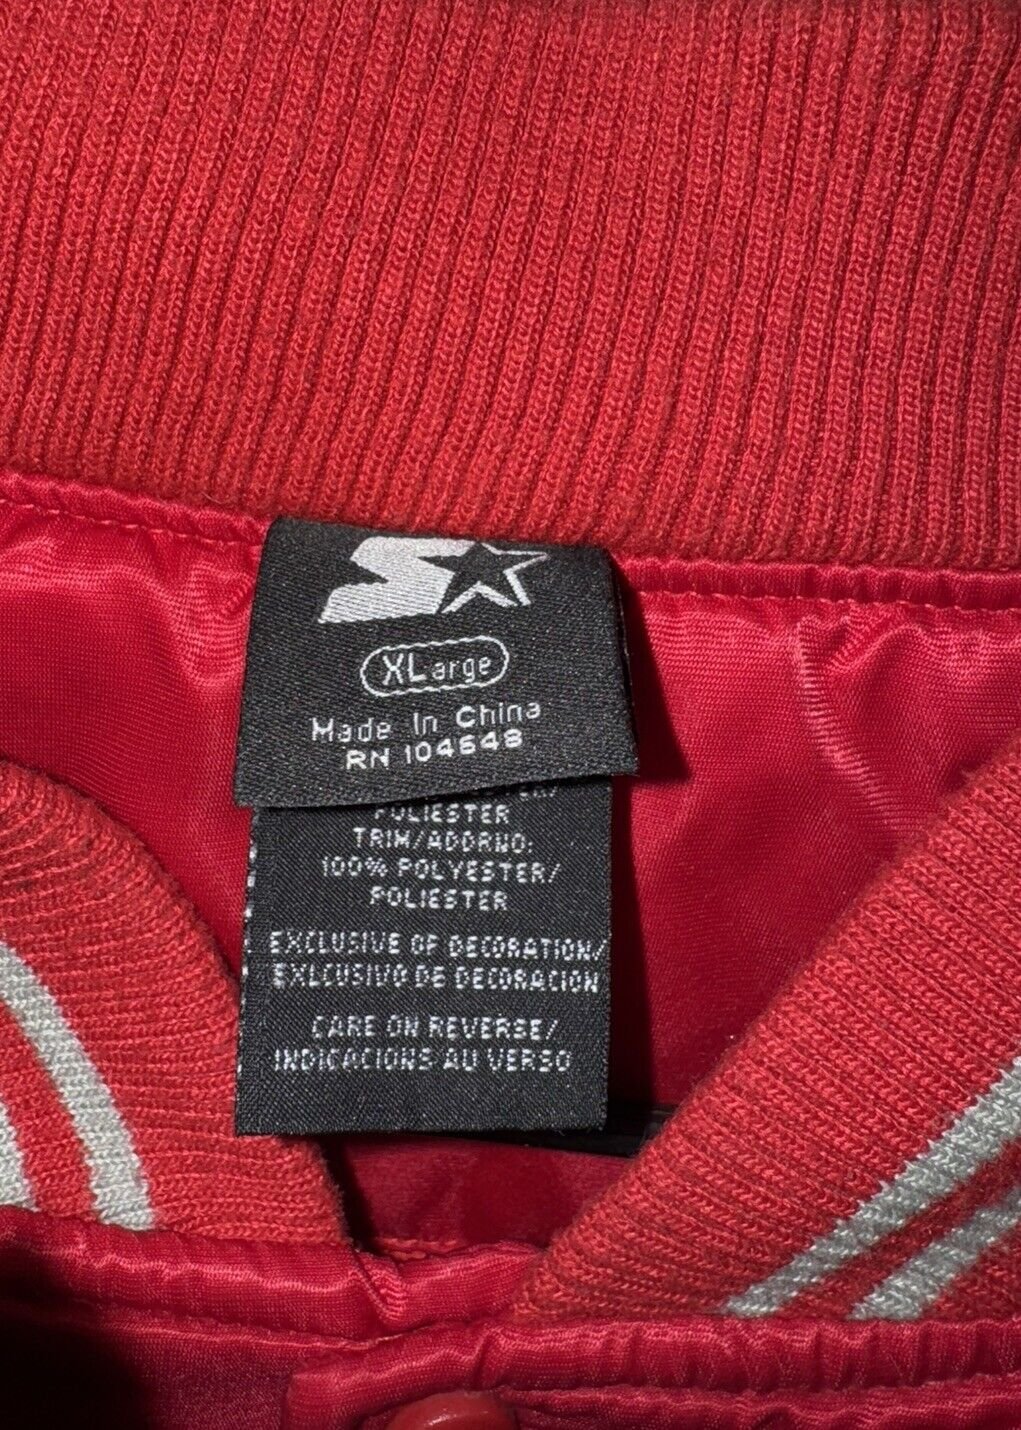 XLarge
Made In China
RN 104648
POLIESTER
TRIM/ADORNO:
100% POLYESTER/
POLIESTER
EXCLUSIVE OF DECORATION/
EXLCUSIVO DE DECORACION
CARE ON REVERSE/
INDICACIONS AU VERSO